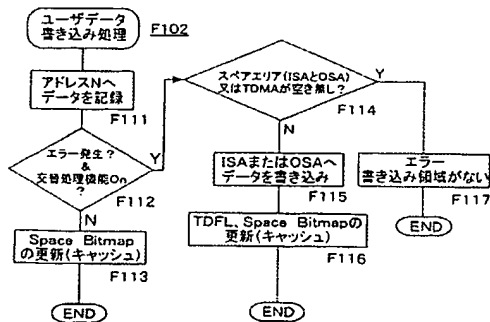 ユーザデータ
書き込み処理
F102
アドレスNへ
データを記録
F111
エラー発生?
&
交替処理機能On
?
F112
Y
N
Space Bitmap
の更新(キャッシュ)
F113
END
スペアエリア(ISAとOSA)
又はTDMAが空き無し?
F114
Y
N
ISAまたはOSAへ
データを書き込み
F115
TDFL、Space Bitmapの
更新(キャッシュ)
F116
END
エラー
書き込み領域がない
F117
END